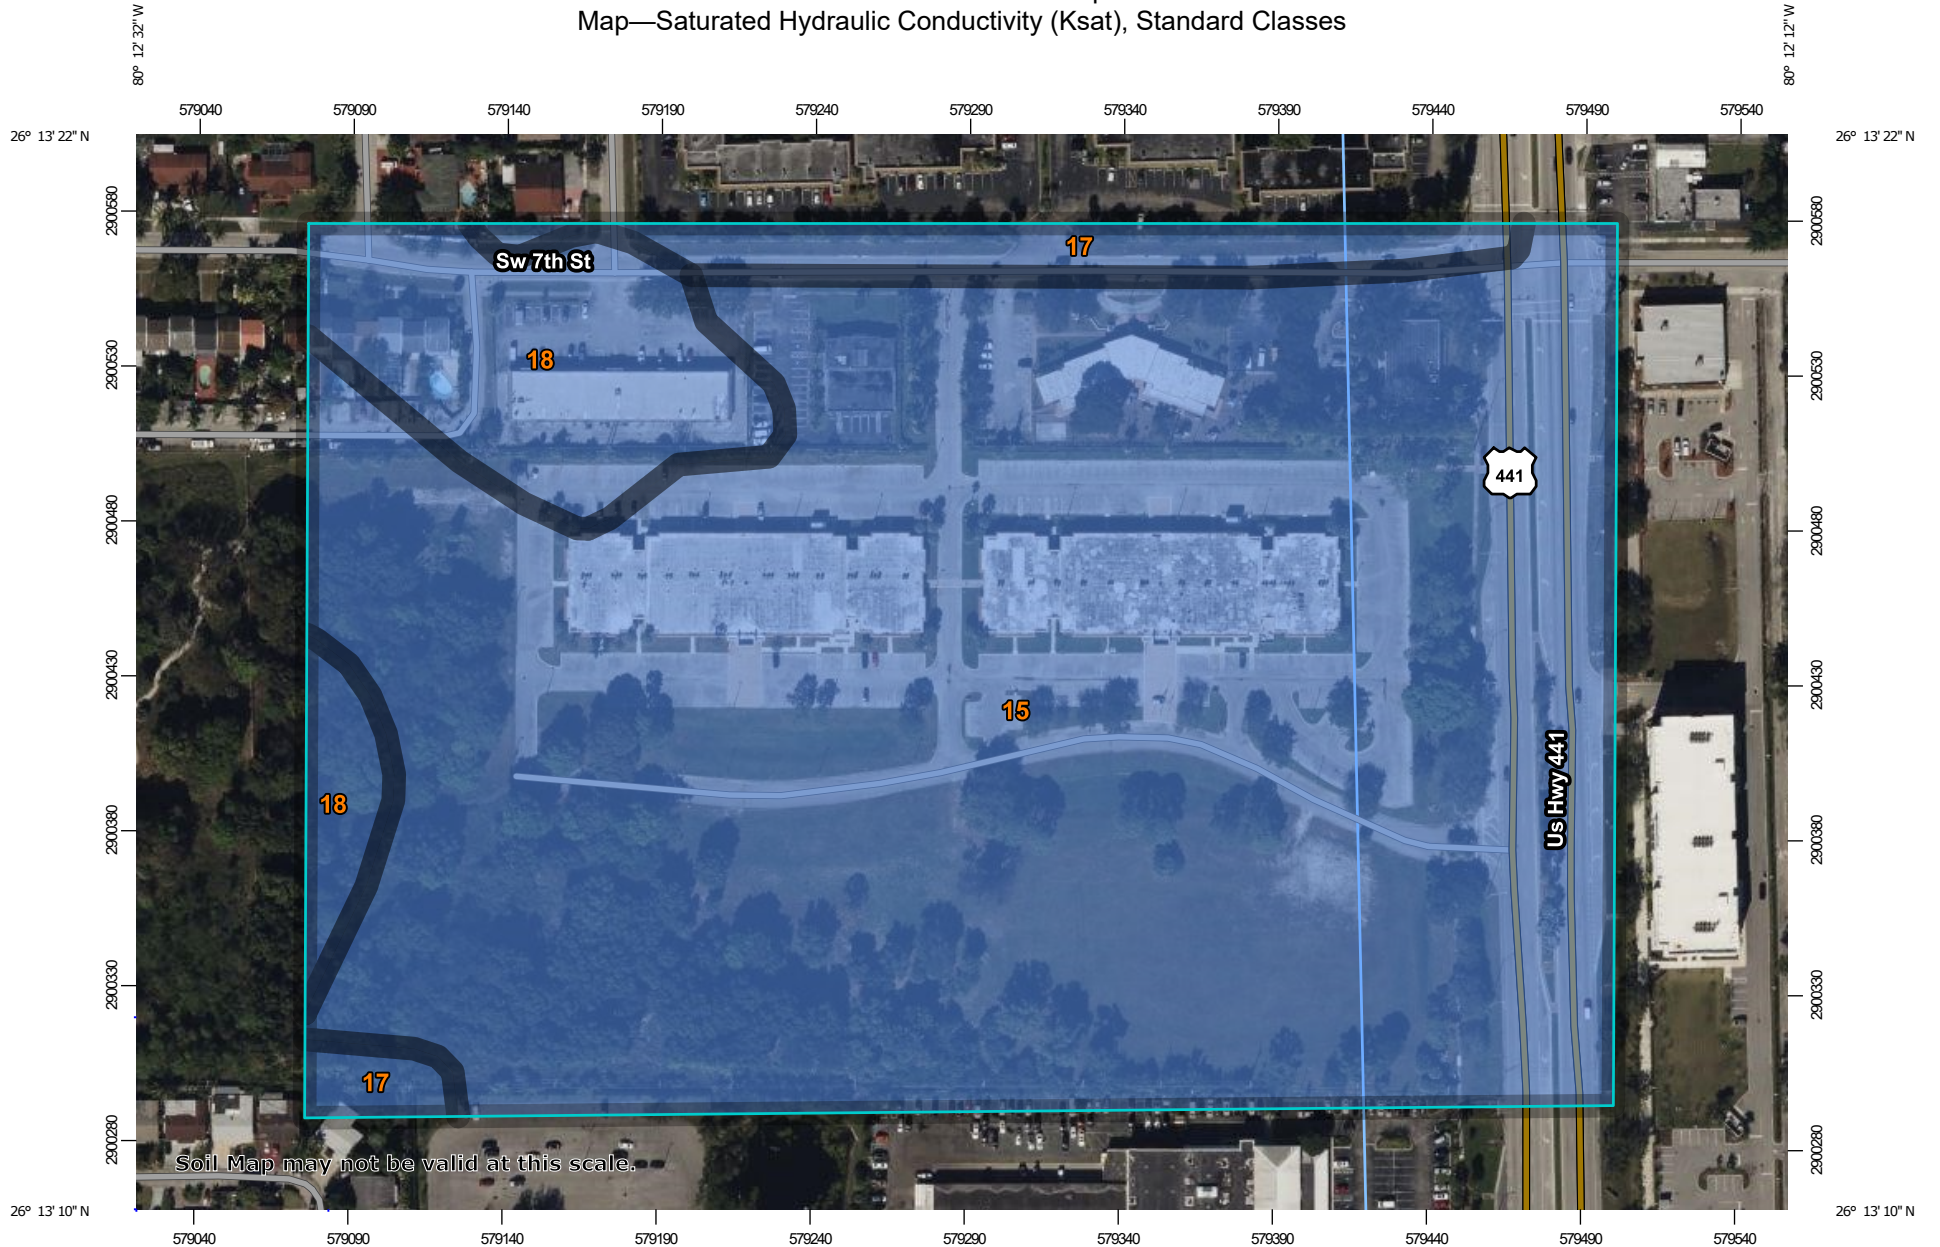 Map—Saturated Hydraulic Conductivity (Ksat), Standard Classes
80° 12' 32" W
80° 12' 12" W
579040 579090 579140 579190 579240 579290 579340 579390 579440 579490 579540
26° 13' 22" N
26° 13' 22" N
2900580
2900580
17
Sw 7th St
18
2900530
2900530
441
2900480
2900480
2900430
2900430
15
Us Hwy 441
18
2900380
2900380
2900330
2900330
17
2900280
2900280
Soil Map may not be valid at this scale.
26° 13' 10" N
26° 13' 10" N
579040 579090 579140 579190 579240 579290 579340 579390 579440 579490 579540